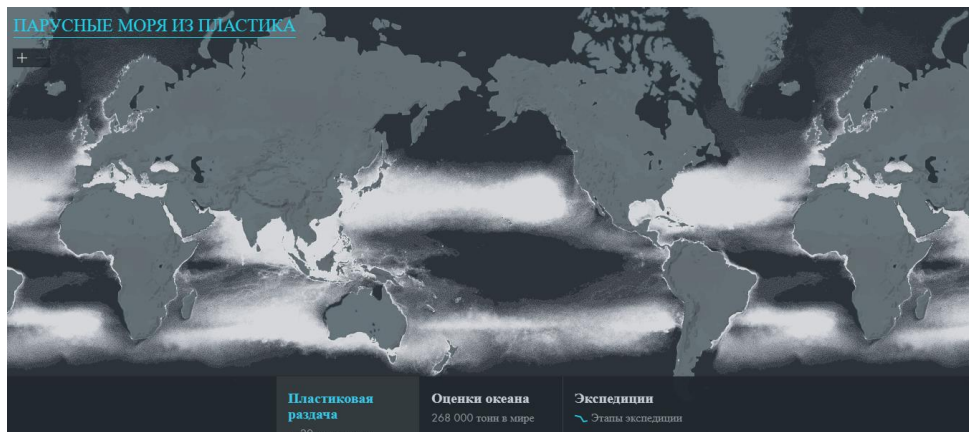 ПАРУСНЫЕ МОРЯ ИЗ ПЛАСТИКА
+
Пластиковая
раздача
Оценки океана
268 000 тонн в мире
Экспедиции
Этапы экспедиции